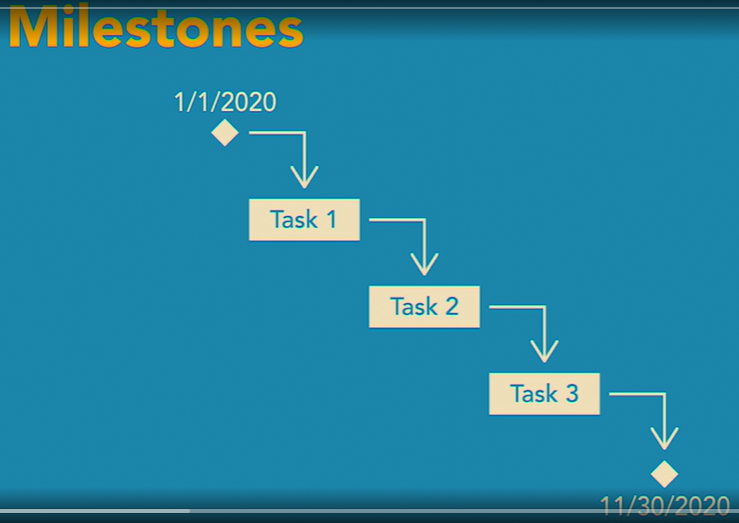 Milestones
1/1/2020
Task 1
Task 2
Task 3
11/30/2020